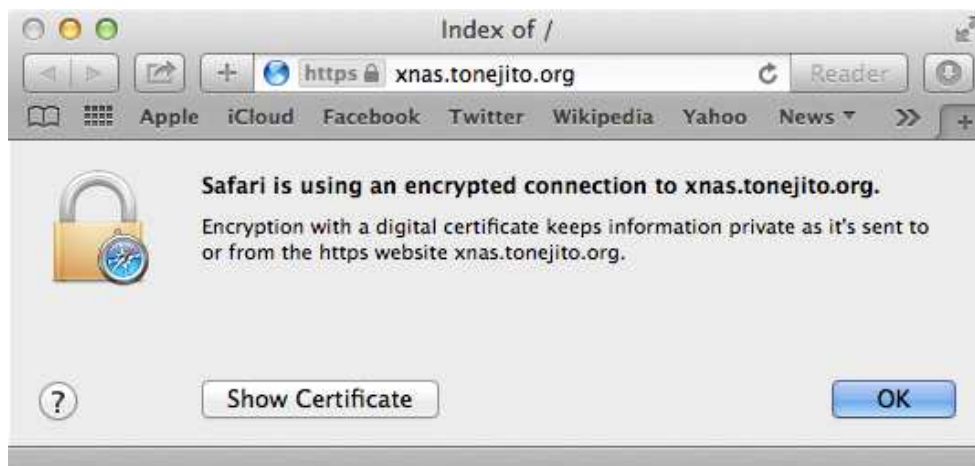 Index of /
https xnas.tonejito.org Reader
Apple iCloud Facebook Twitter Wikipedia Yahoo News
Safari is using an encrypted connection to xnas.tonejito.org.
Encryption with a digital certificate keeps information private as it's sent to
or from the https website xnas.tonejito.org.
? Show Certificate OK